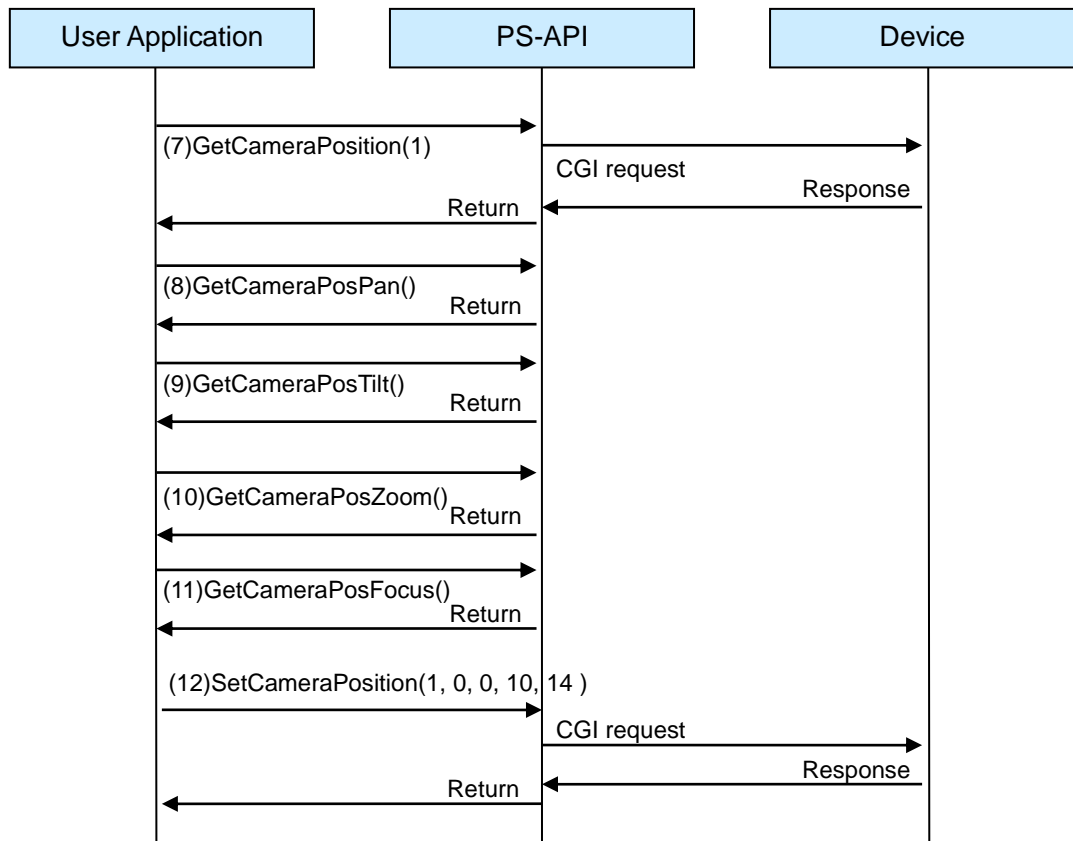 User Application
PS-API
Device
(7)GetCameraPosition(1)
CGI request
Response
Return
(8)GetCameraPosPan()
Return
(9)GetCameraPosTilt()
Return
(10)GetCameraPosZoom()
Return
(11)GetCameraPosFocus()
Return
(12)SetCameraPosition(1, 0, 0, 10, 14 )
CGI request
Response
Return